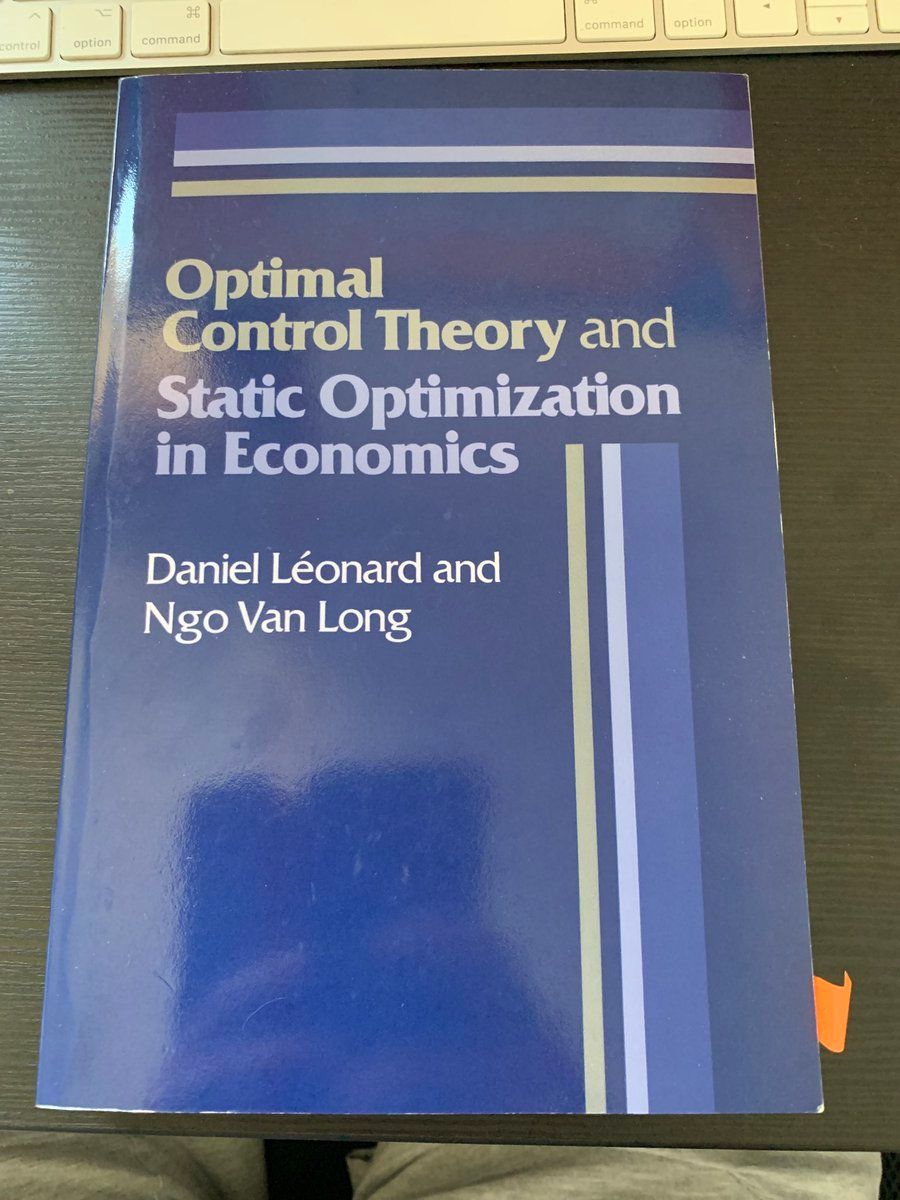 control
option
⌘
command
⌘
command
option
Optimal
Control Theory and
Static Optimization
in Economics
Daniel Léonard and
Ngo Van Long